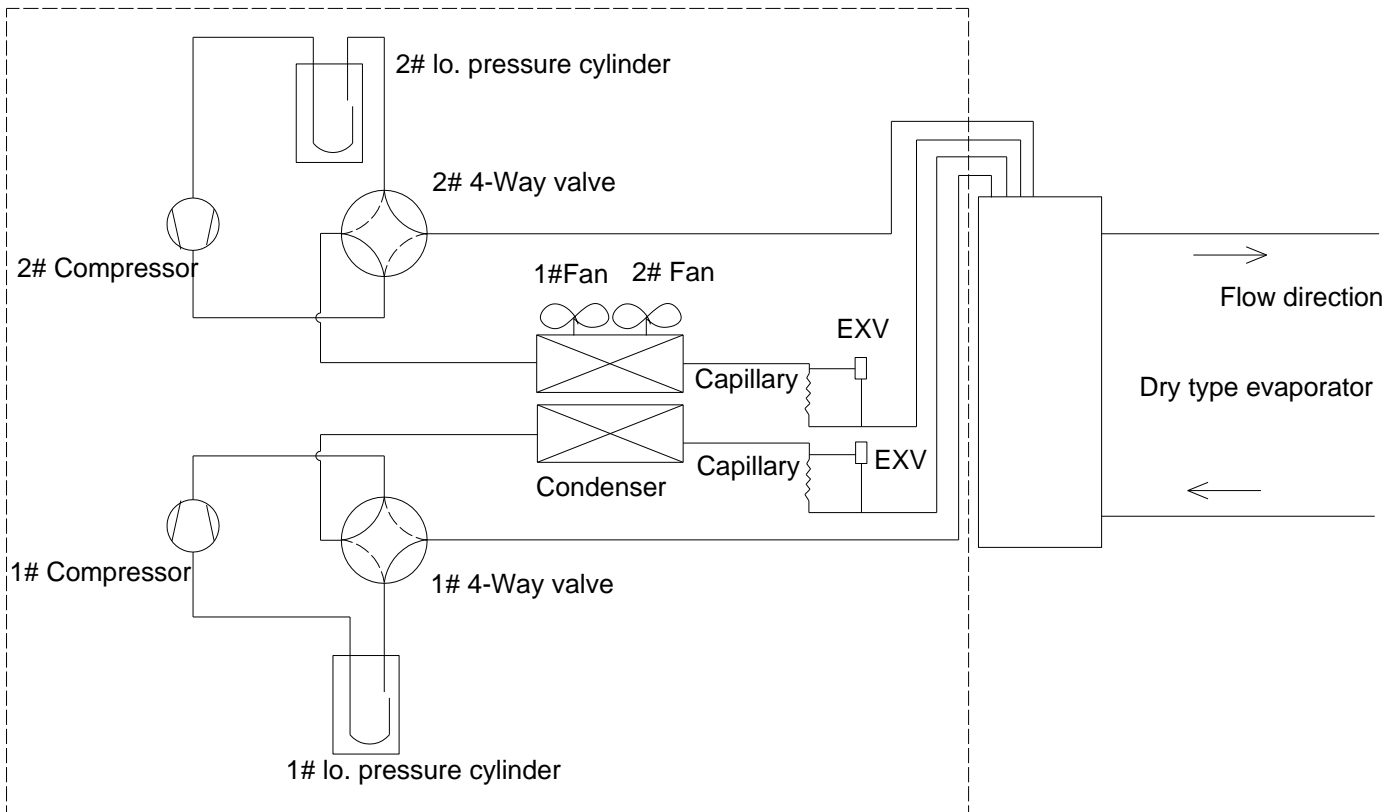 2# lo. pressure cylinder
2# 4-Way valve
2# Compressor
1#Fan
2# Fan
Flow direction
EXV
Capillary
Dry type evaporator
Capillary
EXV
Condenser
1# Compressor
1# 4-Way valve
1# lo. pressure cylinder